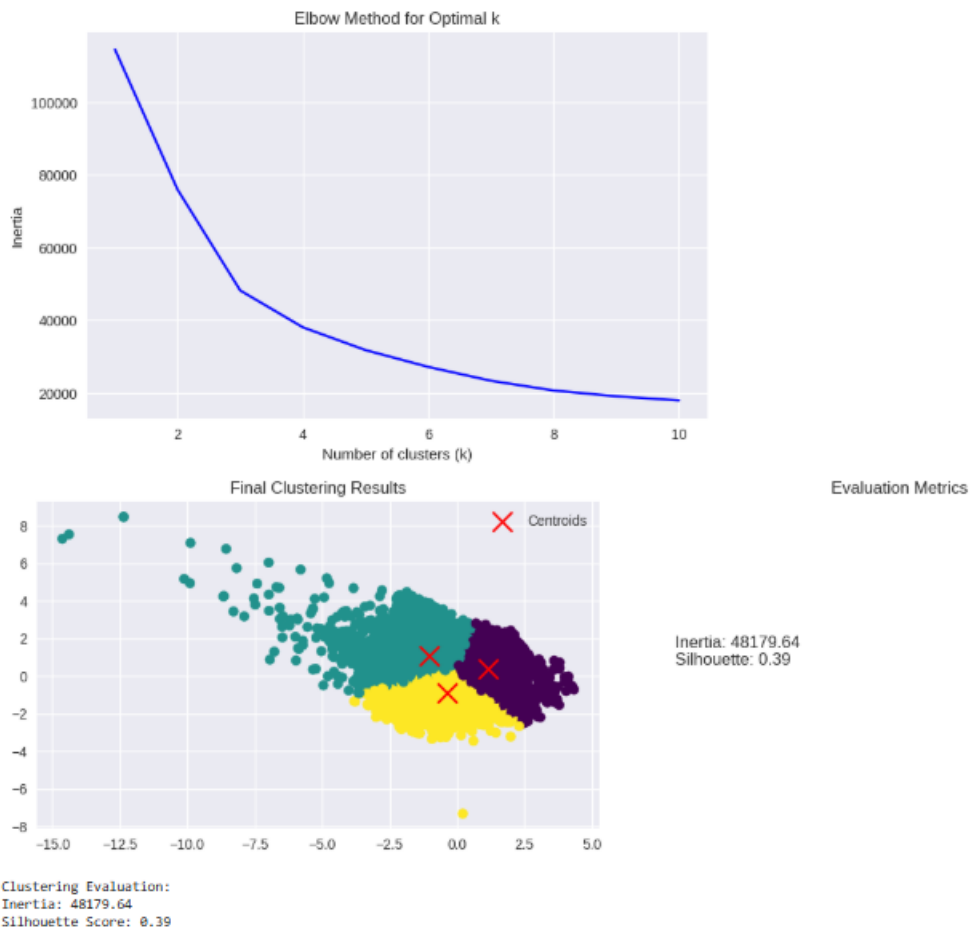 Elbow Method for Optimal k
100000
80000
60000
40000
20000
Inertia
2 4 6 8 10
Number of clusters (k)
Final Clustering Results
Evaluation Metrics
Centroids
8
6
4
2
0
−2
−4
−6
−8
−15.0 −12.5 −10.0 −7.5 −5.0 −2.5 0.0 2.5 5.0
Inertia: 48179.64
Silhouette: 0.39
Clustering Evaluation:
Inertia: 48179.64
Silhouette Score: 0.39